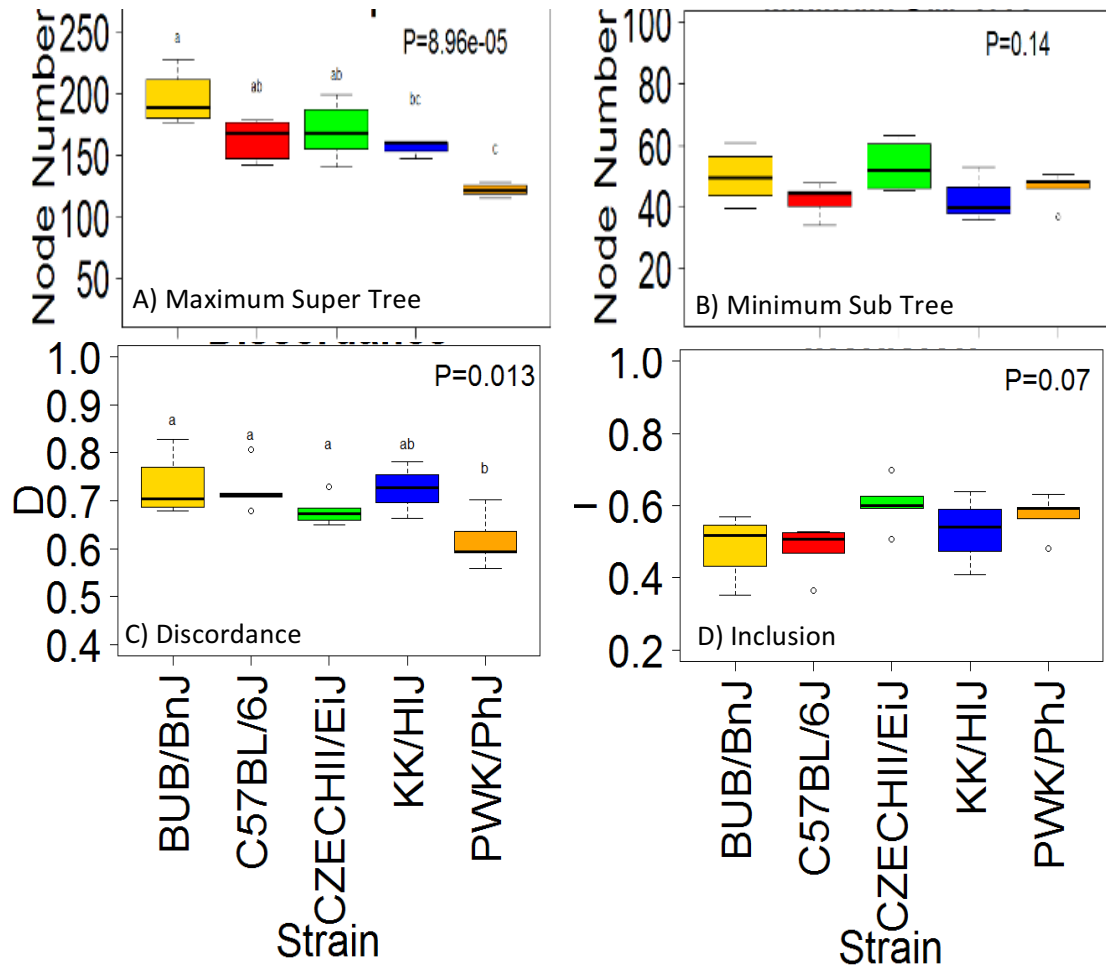 Node Number
250
200
150
100
50
P=8.96e-05
a
ab
ab
bc
c
A) Maximum Super Tree
Node Number
100
80
60
40
20
P=0.14
B) Minimum Sub Tree
Discordance
D
1.0
0.9
0.8
0.7
0.6
0.5
0.4
P=0.013
a
a
a
ab
b
C) Discordance
I
1.0
0.8
0.6
0.4
0.2
P=0.07
D) Inclusion
BUB/BnJ
C57BL/6J
CZECHII/EiJ
KK/HlJ
PWK/PhJ
Strain
BUB/BnJ
C57BL/6J
CZECHII/EiJ
KK/HlJ
PWK/PhJ
Strain